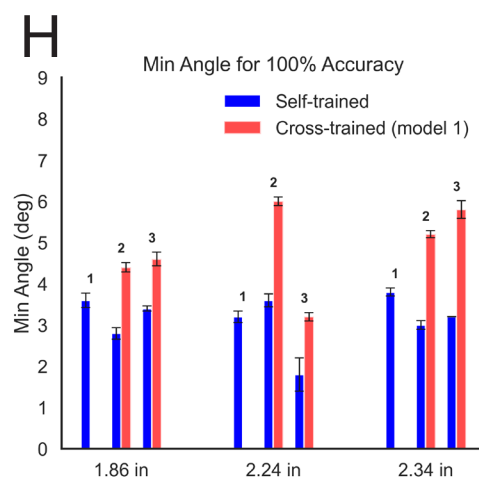 H
Min Angle for 100% Accuracy
Self-trained
Cross-trained (model 1)
Min Angle (deg)
9
8
7
6
5
4
3
2
1
0
1
2
3
1
2
3
1
2
3
1.86 in
2.24 in
2.34 in